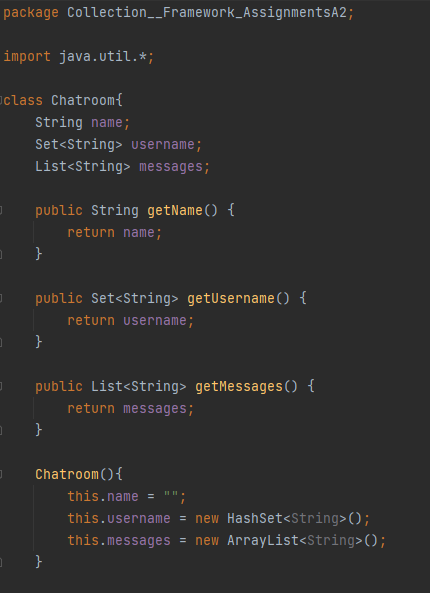 package Collection__Framework_AssignmentsA2;
import java.util.*;
class Chatroom{
String name;
Set<String> username;
List<String> messages;
public String getName() {
return name;
}
public Set<String> getUsername() {
return username;
}
public List<String> getMessages() {
return messages;
}
Chatroom(){
this.name = "";
this.username = new HashSet<String>();
this.messages = new ArrayList<String>();
}